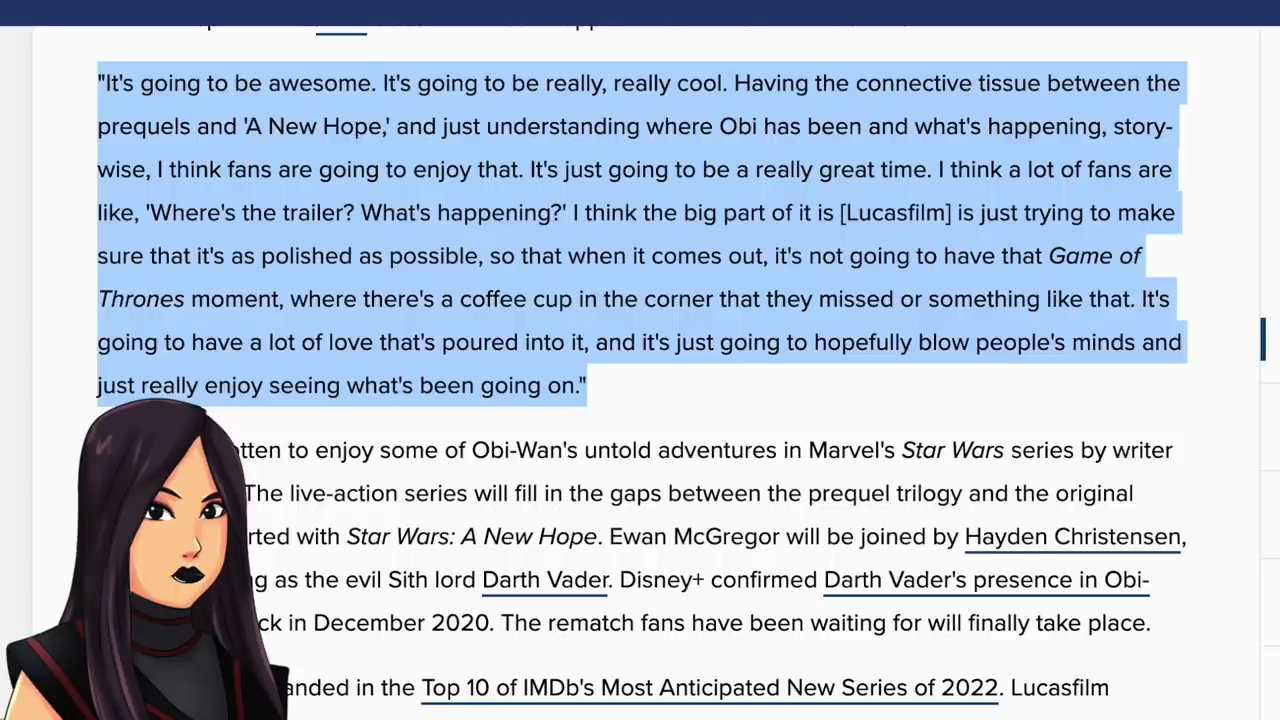 "It's going to be awesome. It's going to be really, really cool. Having the connective tissue between the
prequels and 'A New Hope,' and just understanding where Obi has been and what's happening, story-
wise, I think fans are going to enjoy that. It's just going to be a really great time. I think a lot of fans are
like, 'Where's the trailer? What's happening?' I think the big part of it is [Lucasfilm] is just trying to make
sure that it's as polished as possible, so that when it comes out, it's not going to have that Game of
Thrones moment, where there's a coffee cup in the corner that they missed or something like that. It's
going to have a lot of love that's poured into it, and it's just going to hopefully blow people's minds and
just really enjoy seeing what's been going on."
to enjoy some of Obi-Wan's untold adventures in Marvel's Star Wars series by writer
The live-action series will fill in the gaps between the prequel trilogy and the original
with Star Wars: A New Hope. Ewan McGregor will be joined by Hayden Christensen,
as the evil Sith lord Darth Vader. Disney+ confirmed Darth Vader's presence in Obi-
in December 2020. The rematch fans have been waiting for will finally take place.
in the Top 10 of IMDb's Most Anticipated New Series of 2022. Lucasfilm